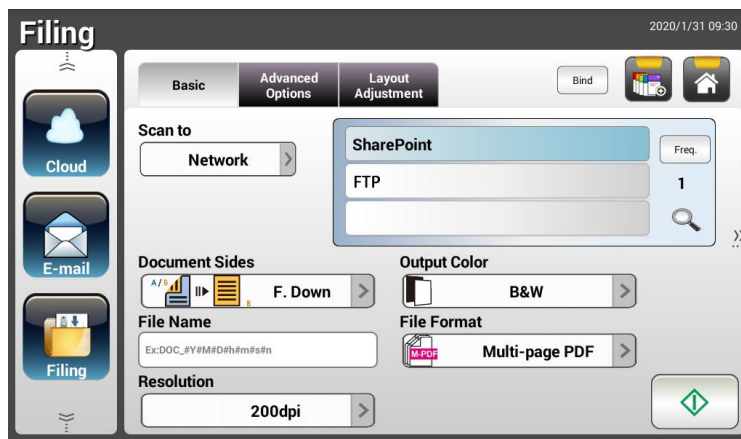 Filing
2020/1/31 09:30
Basic
Advanced
Options
Layout
Adjustment
Bind
Cloud
E-mail
Filing
Scan to
Network
SharePoint
FTP
Freq.
1
Document Sides
A/B
B
F. Down
Output Color
B&W
File Name
Ex:DOC_#Y#M#D#h#m#s#n
File Format
M-PDF
Multi-page PDF
Resolution
200dpi